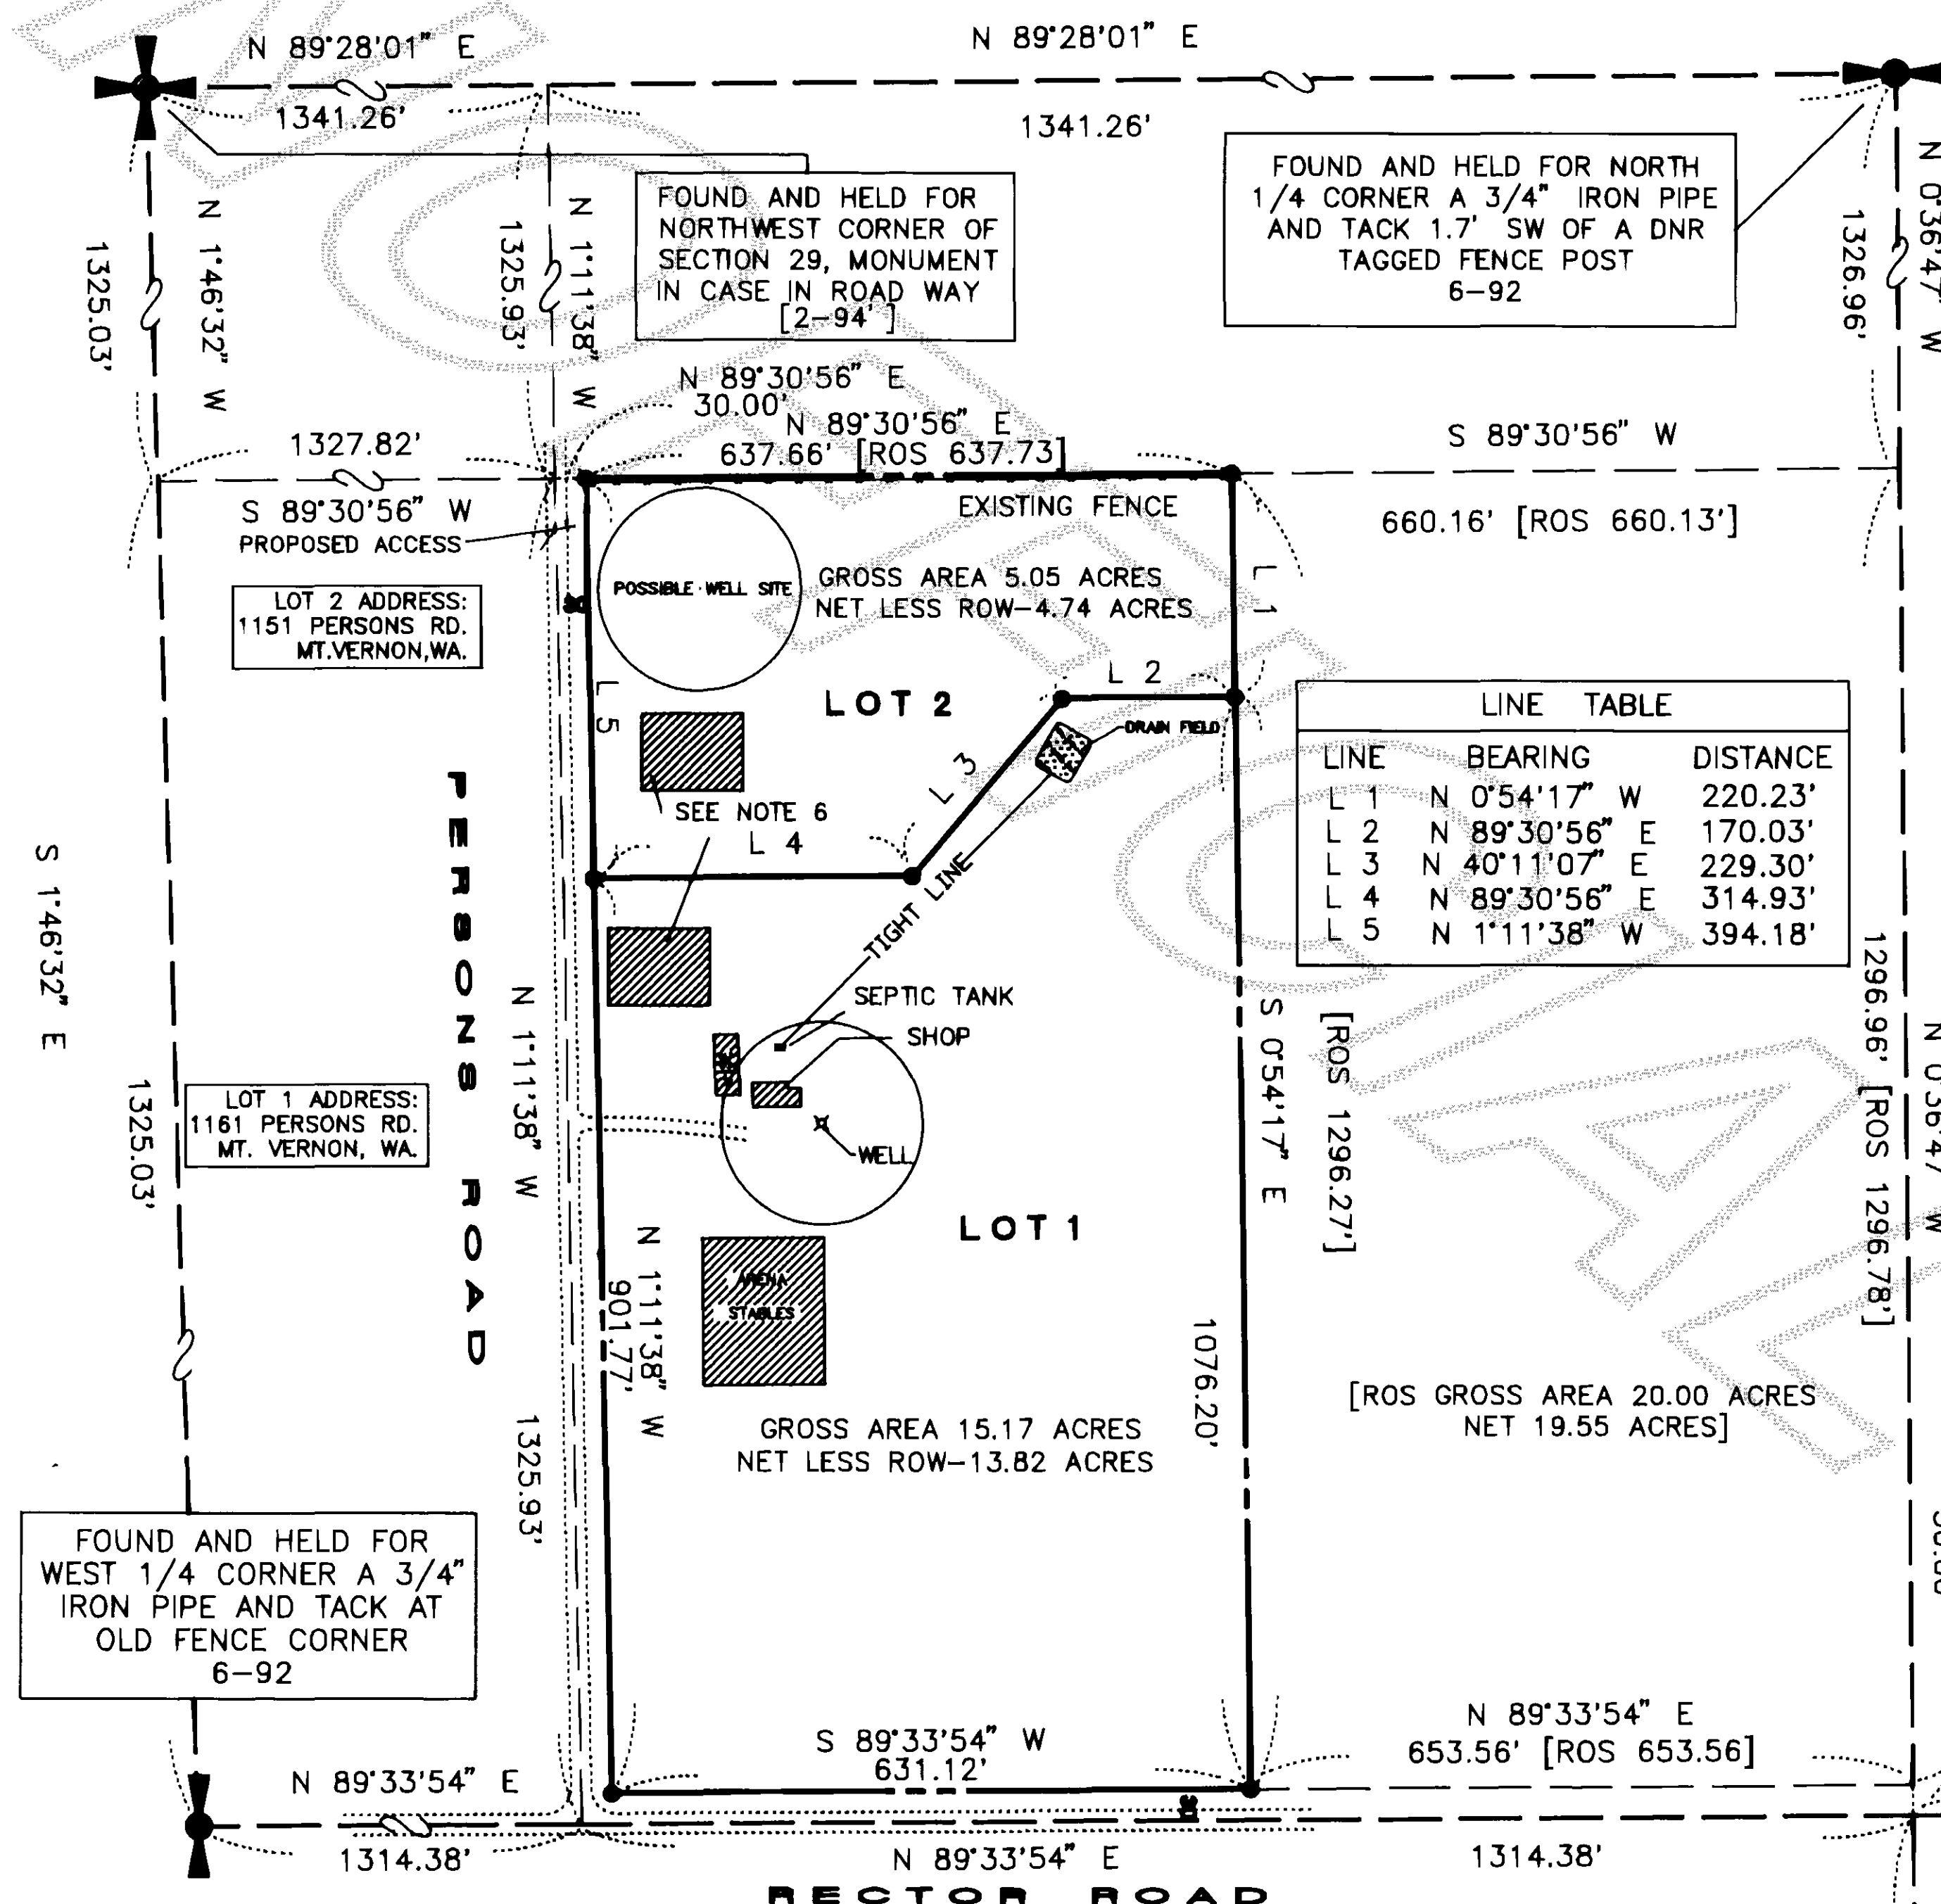 N 89°28'01" E
1341.26'
N 89°28'01" E
1341.26'
FOUND AND HELD FOR
NORTHWEST CORNER OF
SECTION 29, MONUMENT
IN CASE IN ROAD WAY
[2-94']
FOUND AND HELD FOR NORTH
1/4 CORNER A 3/4" IRON PIPE
AND TACK 1.7' SW OF A DNR
TAGGED FENCE POST
6-92
1325.03'
N 1°46'32" W
1325.93'
N 1°11'38" W
1326.96'
N 0°36'47" W
N 89°30'56" E
30.00'
N 89°30'56" E
637.66' [ROS 637.73]
1327.82'
S 89°30'56" W
PROPOSED ACCESS
S 89°30'56" W
660.16' [ROS 660.13']
EXISTING FENCE
LOT 2 ADDRESS:
1151 PERSONS RD.
MT.VERNON,WA.
POSSIBLE WELL SITE
GROSS AREA 5.05 ACRES
NET LESS ROW-4.74 ACRES
L 1
L 2
LOT 2
L 5
L 3
DRAIN FIELD
SEE NOTE 6
L 4
TIGHT LINE
LINE TABLE
LINE BEARING DISTANCE
L 1 N 0°54'17" W 220.23'
L 2 N 89°30'56" E 170.03'
L 3 N 40°11'07" E 229.30'
L 4 N 89°30'56" E 314.93'
L 5 N 1°11'38" W 394.18'
S 1°46'32" E
1325.03'
PERSONS ROAD
N 1°11'38" W
1325.93'
SEPTIC TANK
SHOP
WELL
LOT 1 ADDRESS:
1161 PERSONS RD.
MT. VERNON, WA.
LOT 1
N 1°11'38" W
901.77'
ARENA
STABLES
S 0°54'17" E
1076.20'
[ROS 1296.27']
1296.96' [ROS 1296.78']
N 0°36'47" W
GROSS AREA 15.17 ACRES
NET LESS ROW-13.82 ACRES
[ROS GROSS AREA 20.00 ACRES
NET 19.55 ACRES]
FOUND AND HELD FOR
WEST 1/4 CORNER A 3/4"
IRON PIPE AND TACK AT
OLD FENCE CORNER
6-92
S 89°33'54" W
631.12'
N 89°33'54" E
653.56' [ROS 653.56]
N 89°33'54" E
1314.38'
N 89°33'54" E
1314.38'
RECTOR ROAD